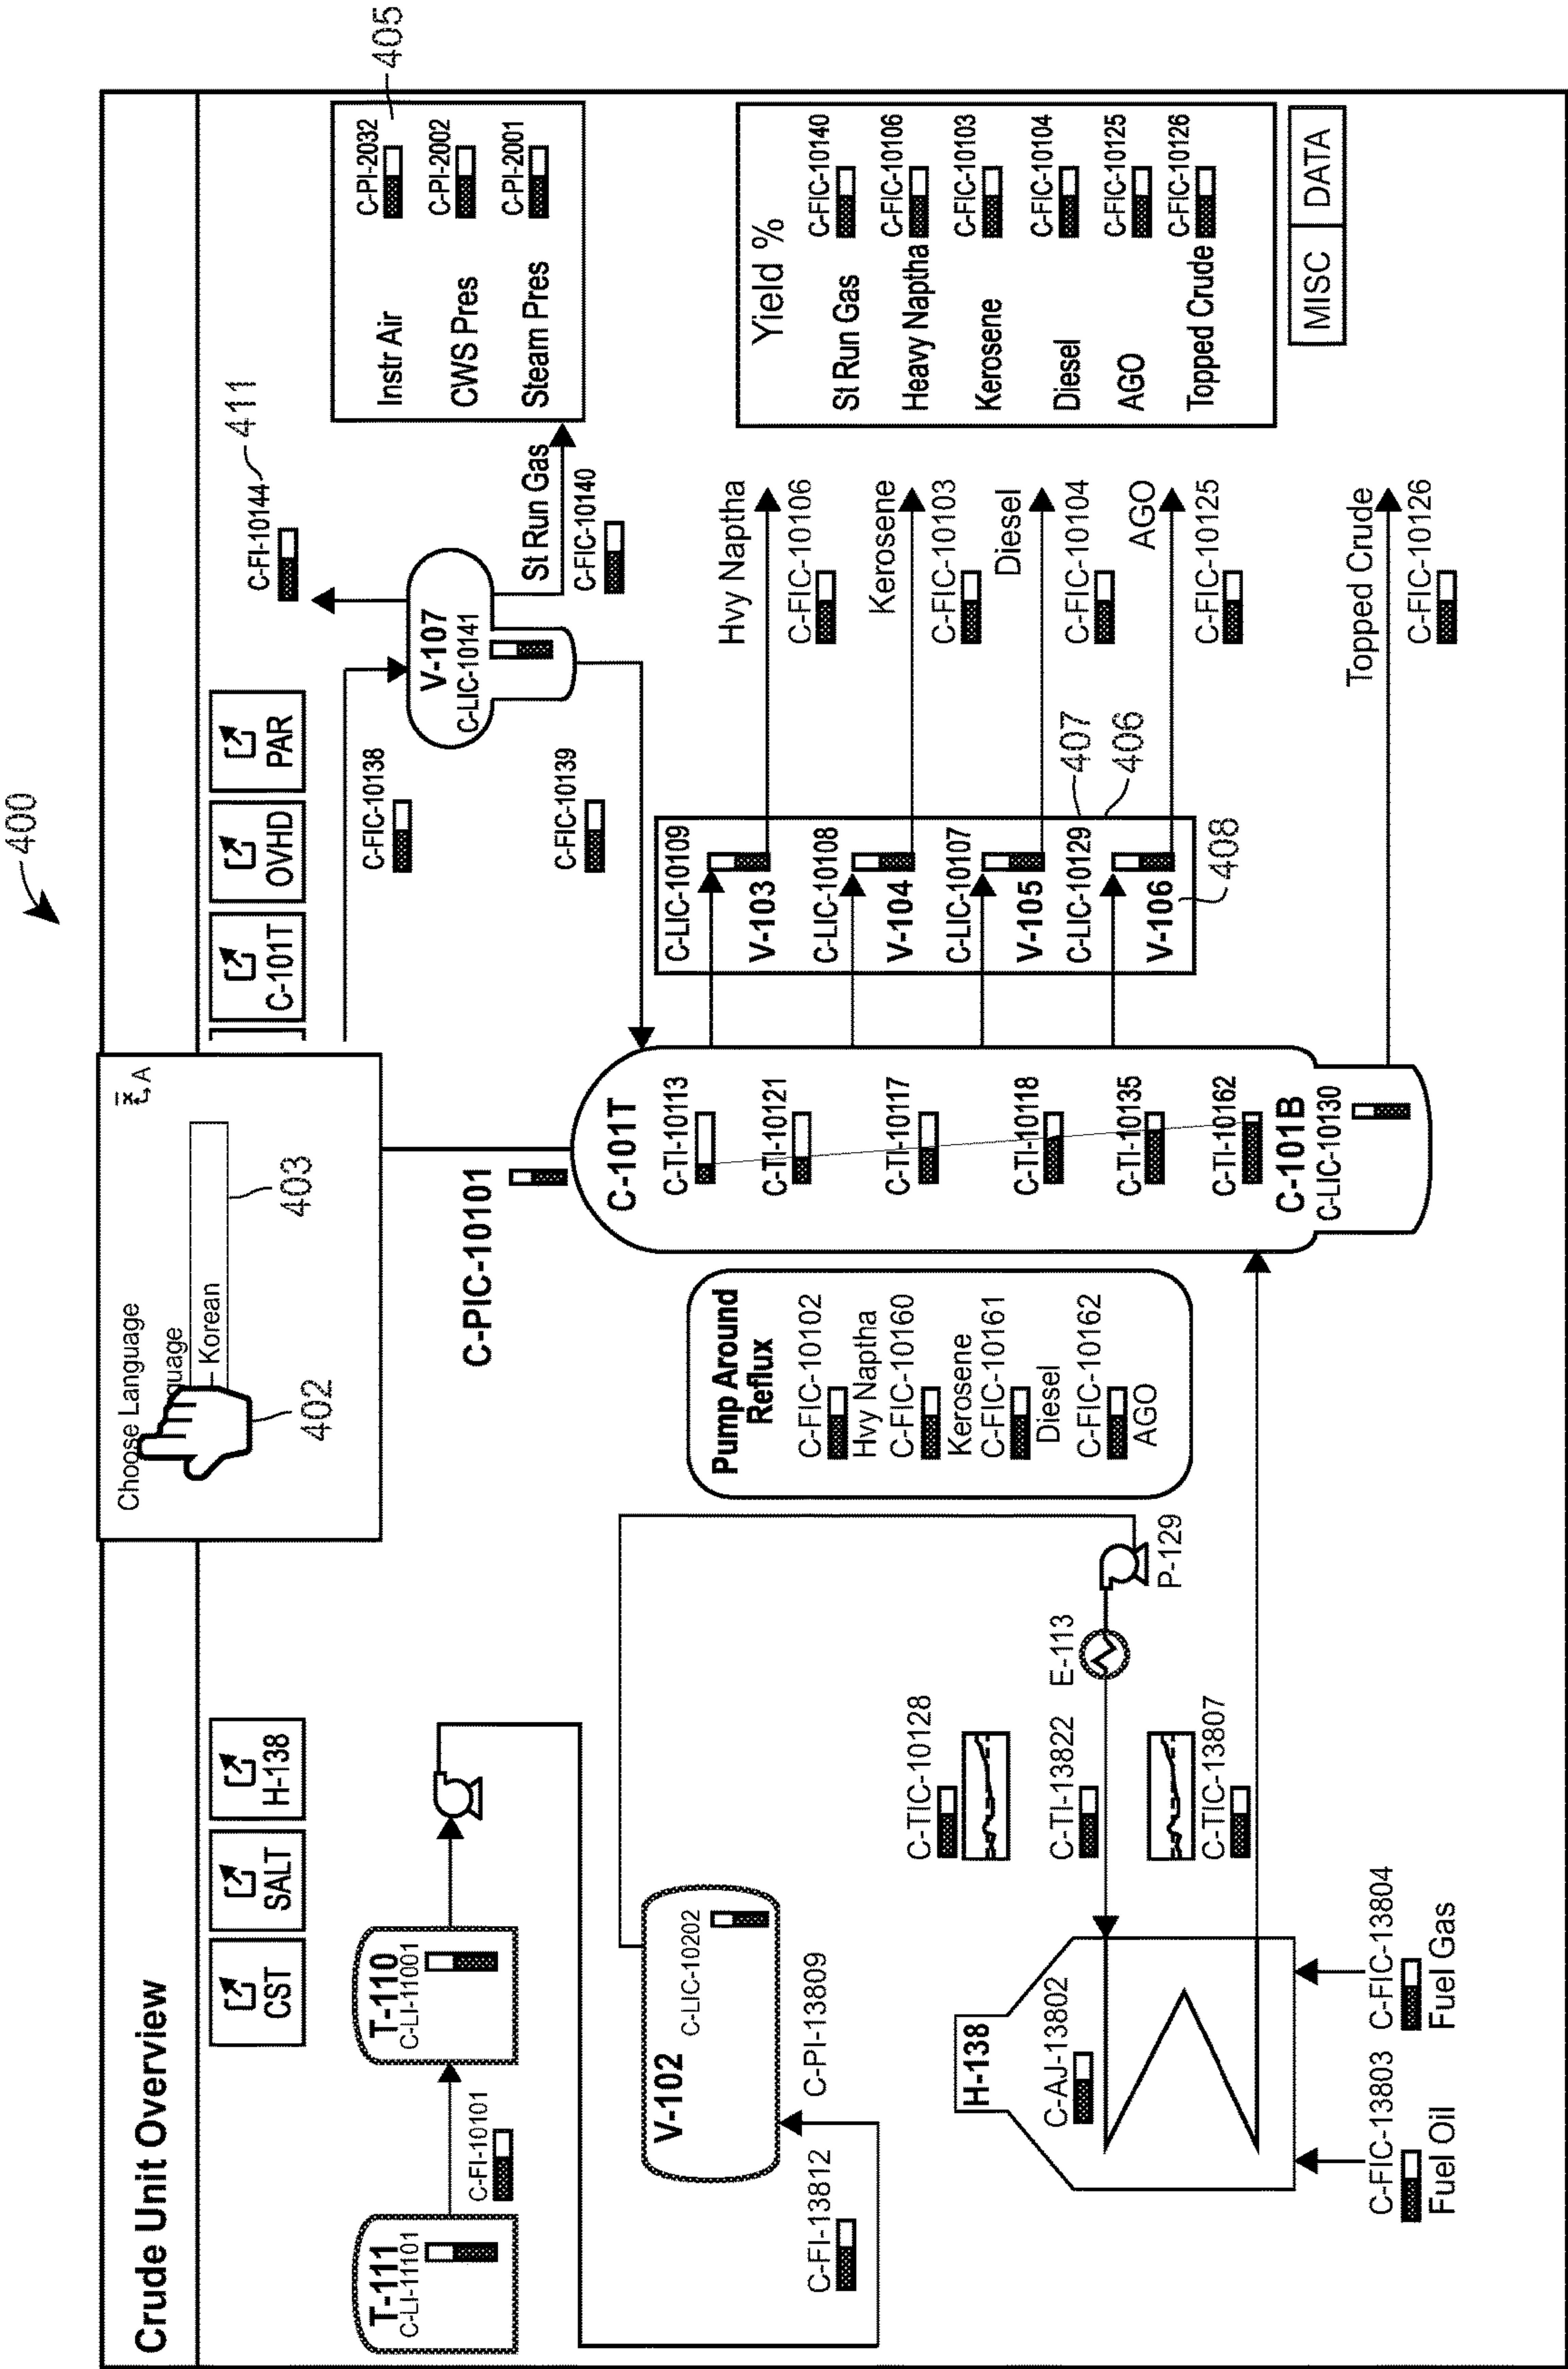 400
Crude Unit Overview
Choose Language
guage
Korean
A
402
403
CST
SALT
H-138
C-101T
OVHD
PAR
T-111
C-LI-11101
C-FI-10101
T-110
C-LI-11001
V-102
C-LIC-10202
C-FI-13812
C-PI-13809
H-138
C-AJ-13802
C-FIC-13803
Fuel Oil
C-FIC-13804
Fuel Gas
C-TIC-10128
C-TI-13822
C-TIC-13807
E-113
P-129
Pump Around
Reflux
C-FIC-10102
Hvy Naptha
C-FIC-10160
Kerosene
C-FIC-10161
Diesel
C-FIC-10162
AGO
C-PIC-10101
C-101T
C-TI-10113
C-TI-10121
C-TI-10117
C-TI-10118
C-TI-10135
C-TI-10162
C-101B
C-LIC-10130
C-FIC-10138
C-FIC-10139
V-107
C-LIC-10141
C-FI-10144
411
St Run Gas
C-FIC-10140
C-LIC-10109
V-103
C-LIC-10108
V-104
C-LIC-10107
V-105
C-LIC-10129
V-106
407
406
408
Hvy Naptha
C-FIC-10106
Kerosene
C-FIC-10103
Diesel
C-FIC-10104
AGO
C-FIC-10125
Topped Crude
C-FIC-10126
Instr Air C-PI-2032
CWS Pres C-PI-2002
Steam Pres C-PI-2001
405
Yield %
St Run Gas C-FIC-10140
Heavy Naptha C-FIC-10106
Kerosene C-FIC-10103
Diesel C-FIC-10104
AGO C-FIC-10125
Topped Crude C-FIC-10126
MISC DATA